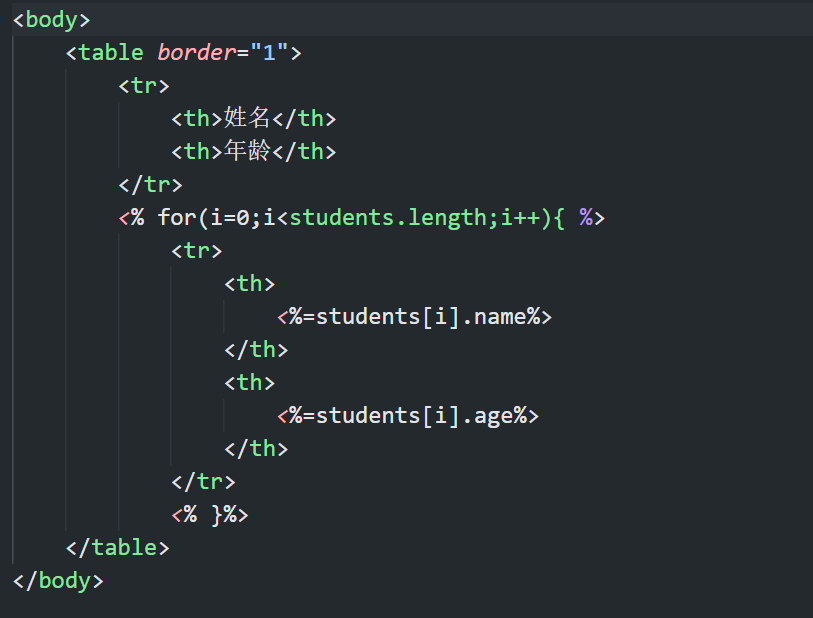 <body>
<table border="1">
<tr>
<th>姓名</th>
<th>年龄</th>
</tr>
<% for(i=0;i<students.length;i++){ %>
<tr>
<th>
<%=students[i].name%>
</th>
<th>
<%=students[i].age%>
</th>
</tr>
<% }%>
</table>
</body>